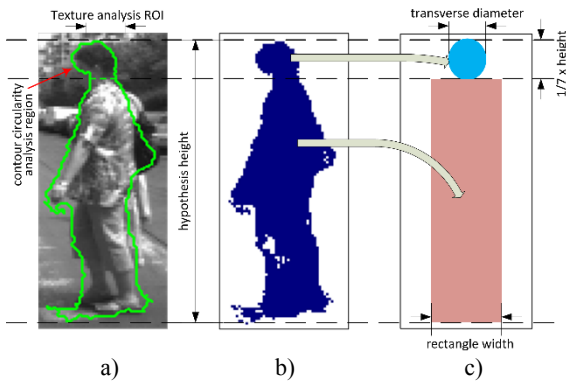 Texture analysis ROI
transverse diameter
contour circularity
analysis region
hypothesis height
1/7 x height
rectangle width
a)
b)
c)